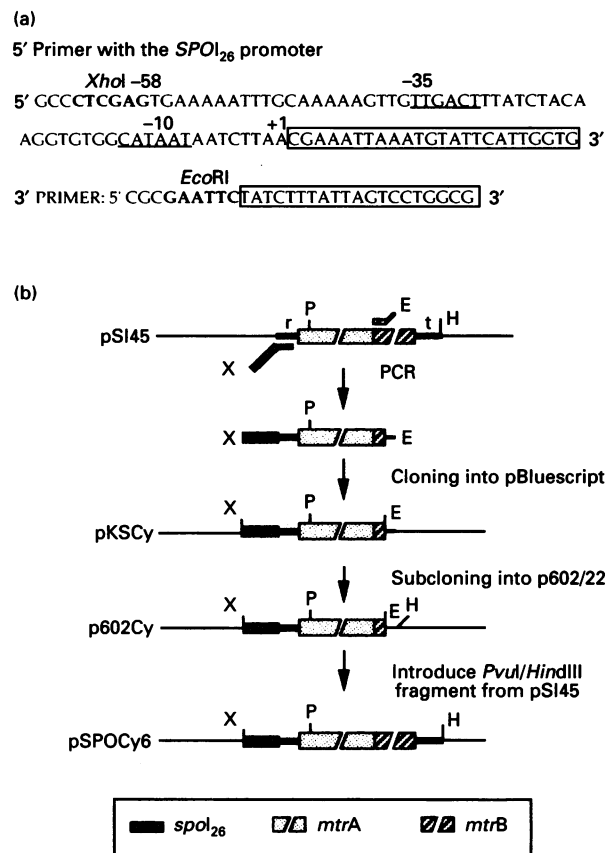 (a)
5′ Primer with the SPOI26 promoter
XhoI −58 −35
5′ GCCCTCGAGTGAAAAATTTGCAAAAAGTTGTTGACTTTATCTACA
−10 +1
AGGTGTGGCATAATAATCTTAACGAAATTAAATGTATTCATTGGTG 3′
EcoRI
3′ PRIMER: 5′ CGCGAATTCTATCTTTATTAGTCCTGGCG 3′
(b)
P E
r t H
pSI45
X
PCR
P
X E
Cloning into pBluescript
X P E
pKSCy
Subcloning into p602/22
X P E H
p602Cy
Introduce PvuI/HindIII
fragment from pSI45
X P H
pSPOCy6
spoI26 mtrA mtrB